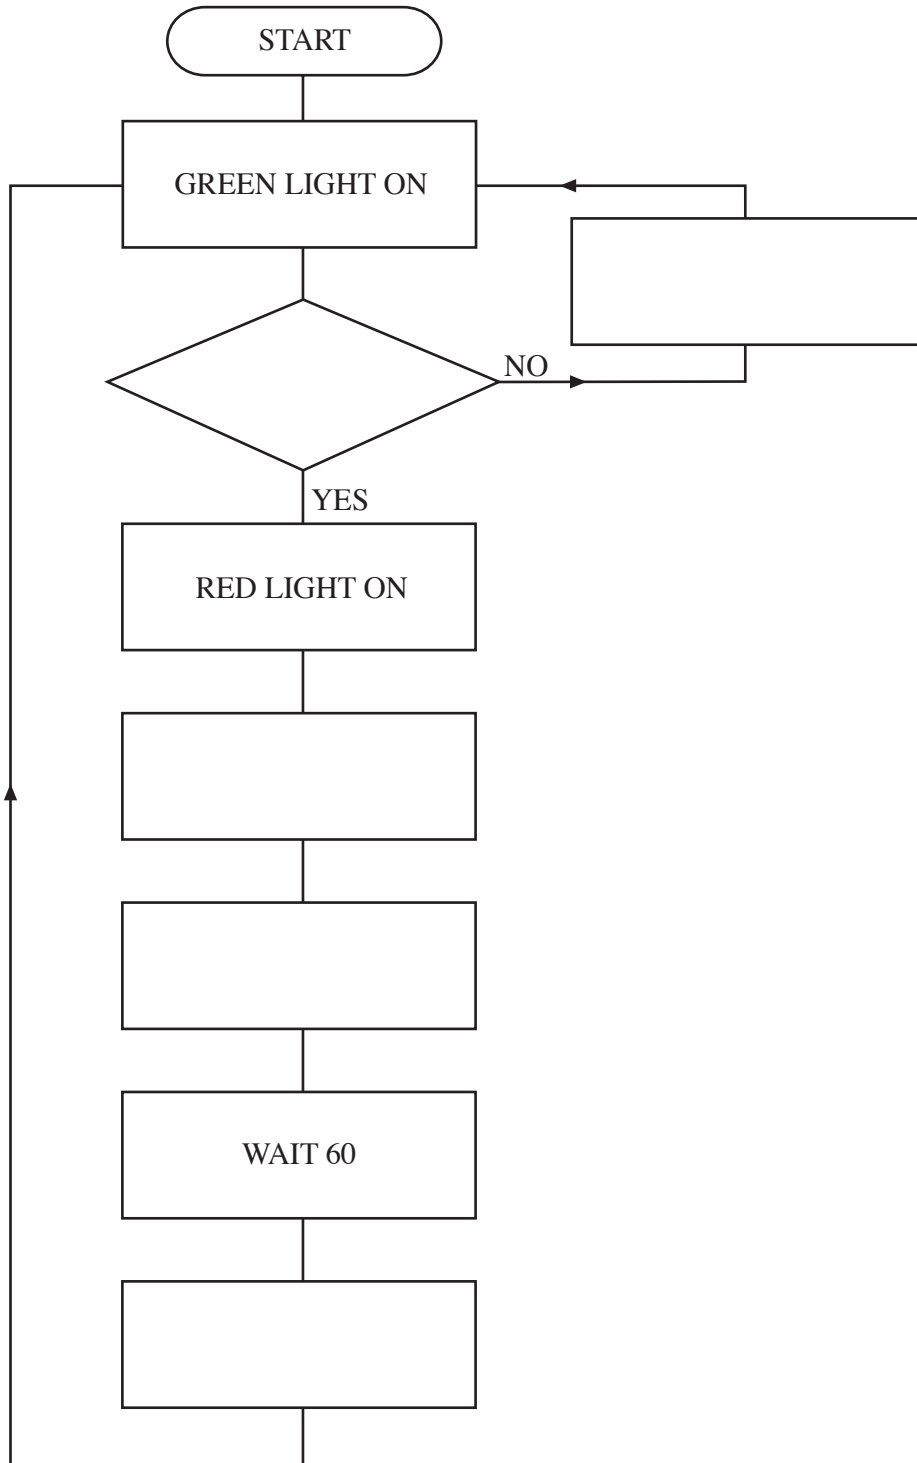 START
GREEN LIGHT ON
NO
YES
RED LIGHT ON
WAIT 60